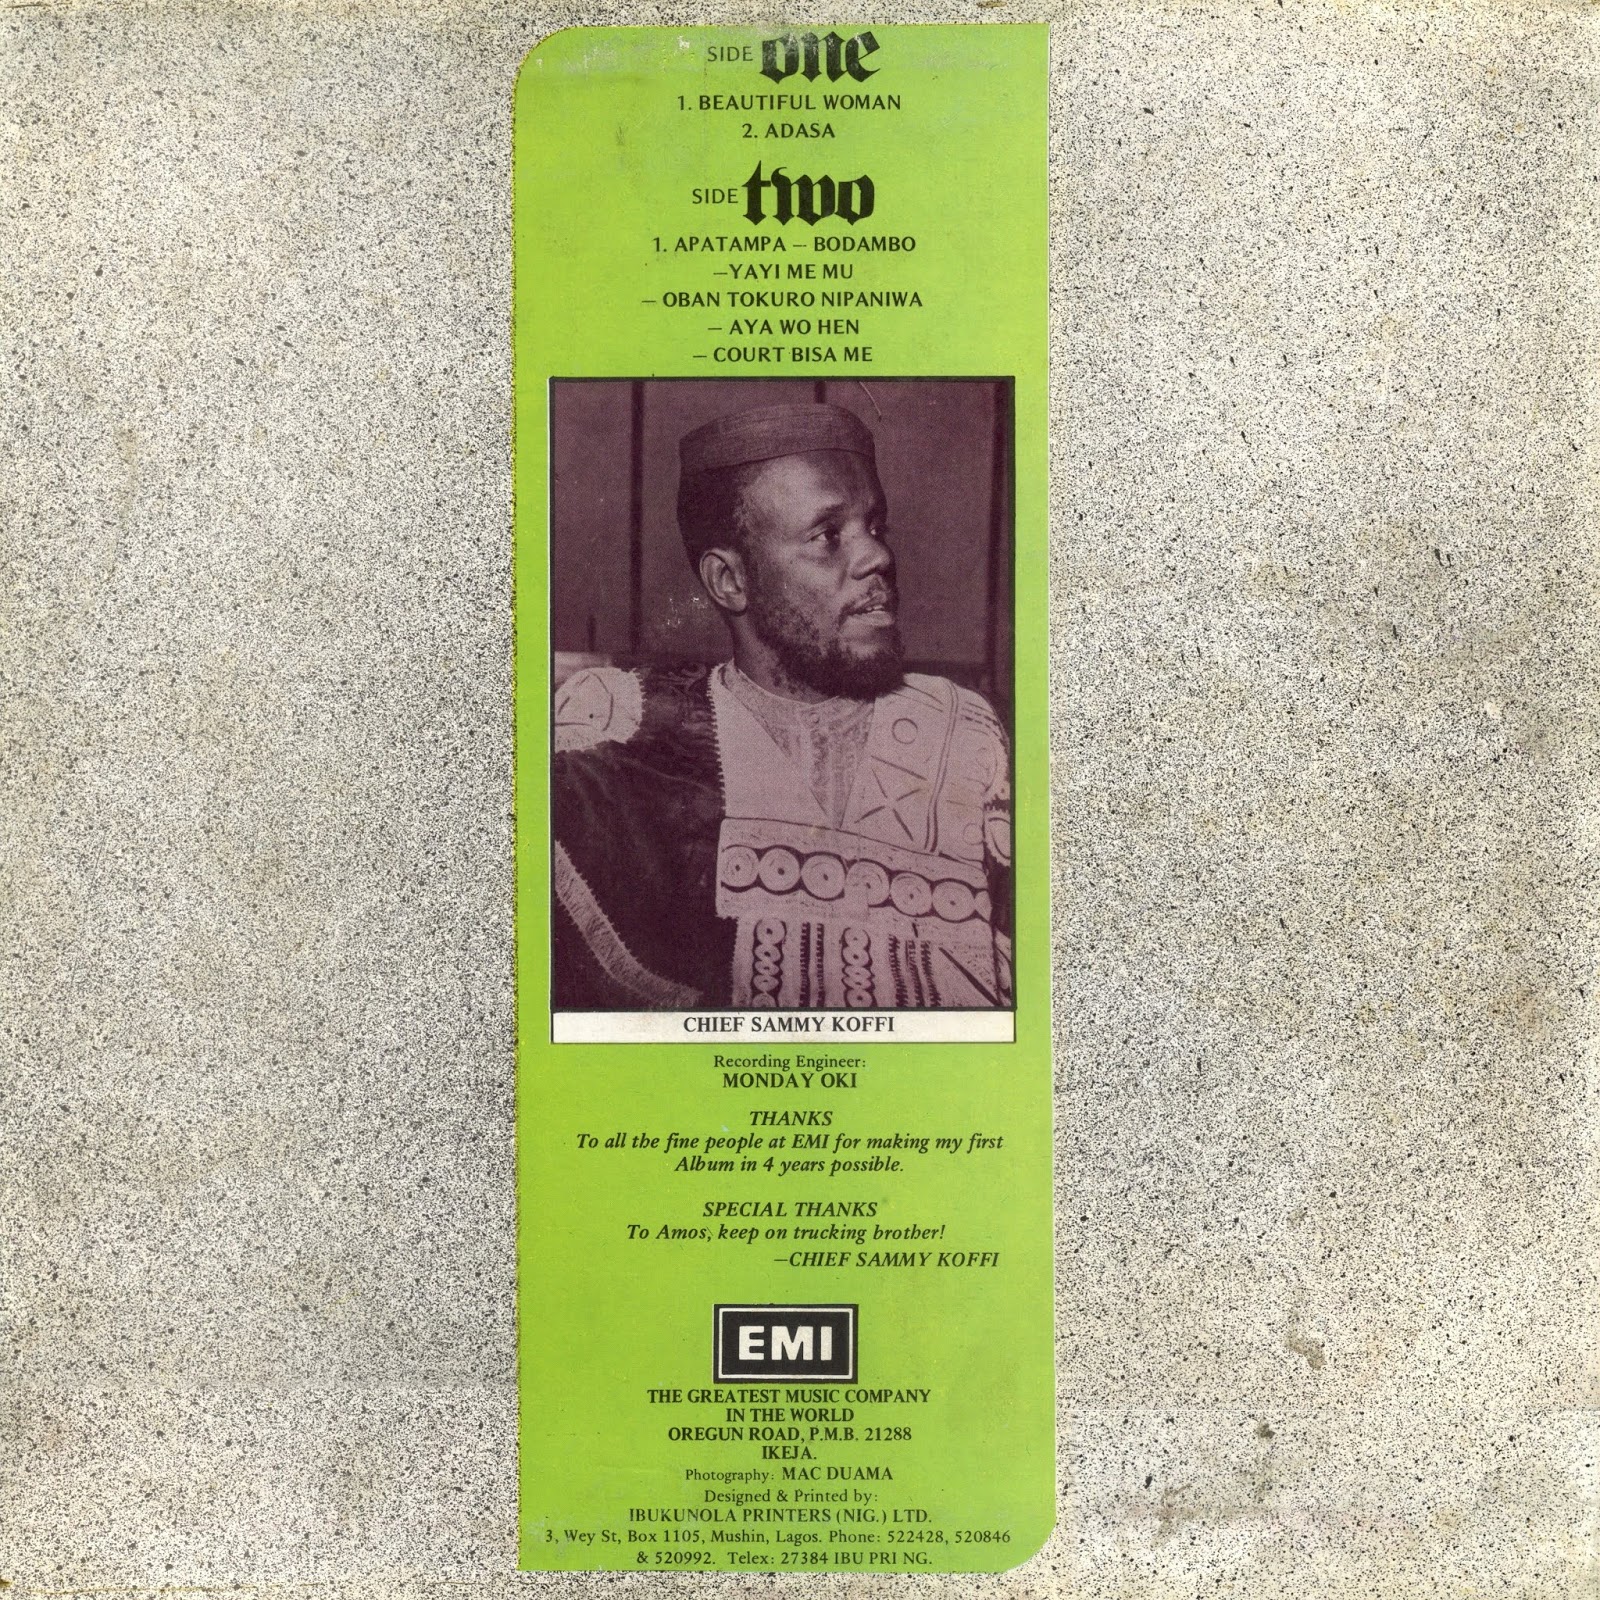 SIDE one
1. BEAUTIFUL WOMAN
2. ADASA
SIDE two
1. APATAMPA – BODAMBO
–YAYI ME MU
– OBAN TOKURO NIPANIWA
– AYA WO HEN
– COURT BISA ME
CHIEF SAMMY KOFFI
Recording Engineer:
MONDAY OKI
THANKS
To all the fine people at EMI for making my first
Album in 4 years possible.
SPECIAL THANKS
To Amos, keep on trucking brother!
–CHIEF SAMMY KOFFI
EMI
THE GREATEST MUSIC COMPANY
IN THE WORLD
OREGUN ROAD, P.M.B. 21288
IKEJA.
Photography: MAC DUAMA
Designed & Printed by:
IBUKUNOLA PRINTERS (NIG.) LTD.
3, Wey St, Box 1105, Mushin, Lagos. Phone: 522428, 520846
& 520992. Telex: 27384 IBU PRI NG.